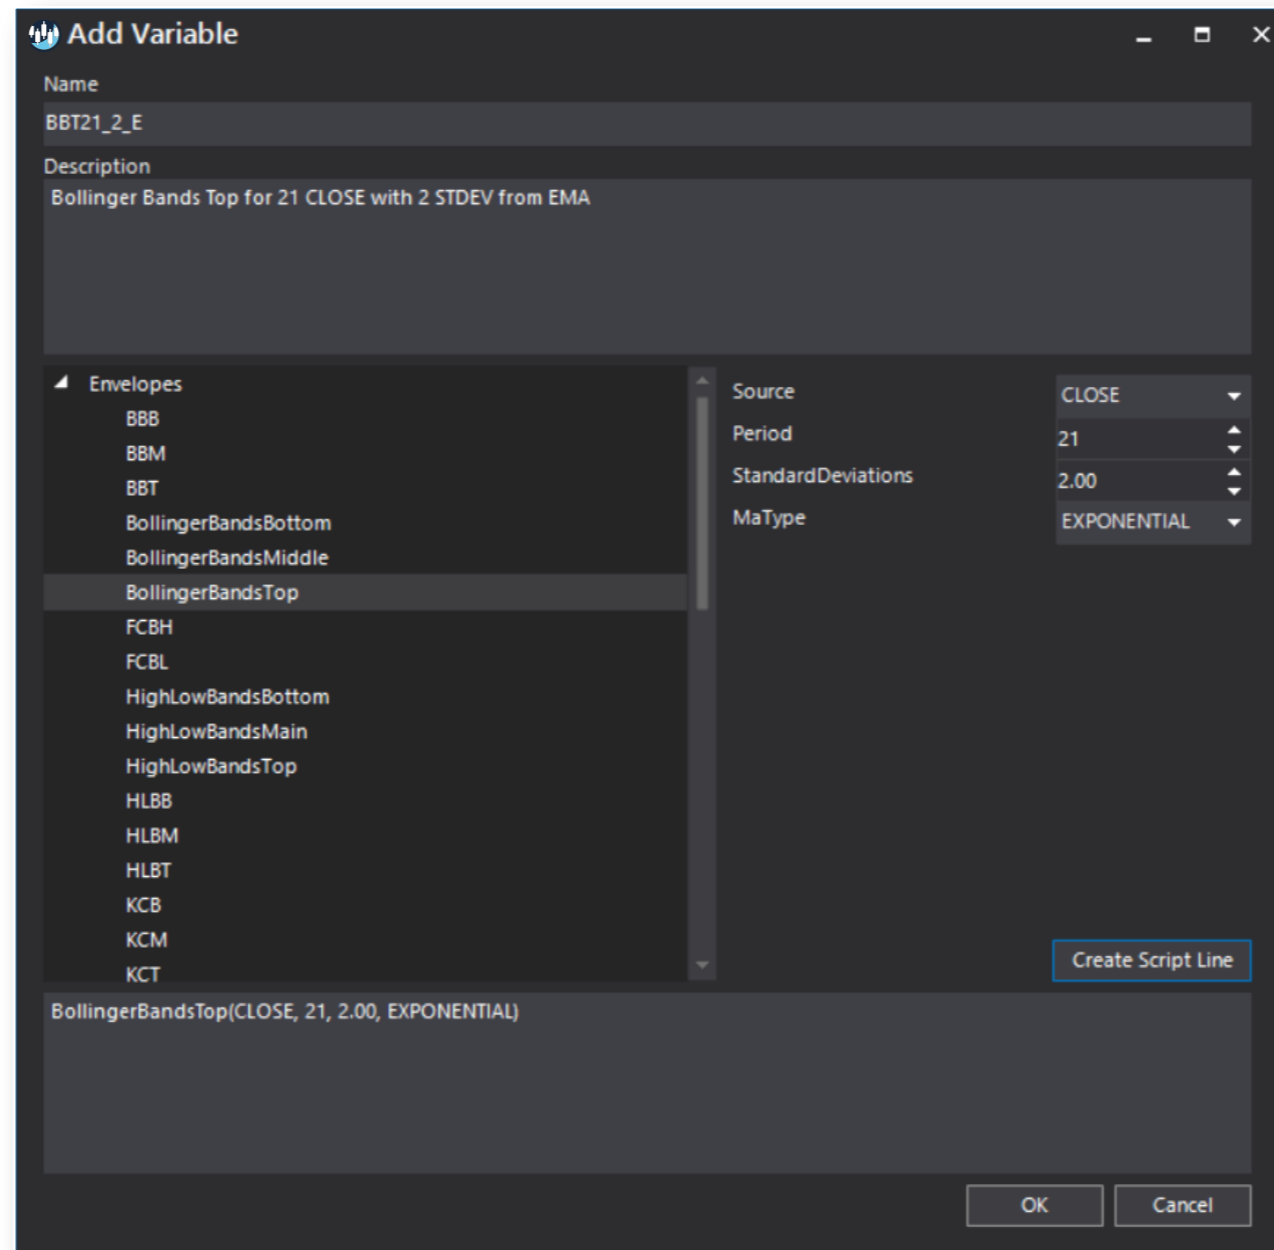 Add Variable
Name
BBT21_2_E
Description
Bollinger Bands Top for 21 CLOSE with 2 STDEV from EMA
Envelopes
BBB
BBM
BBT
BollingerBandsBottom
BollingerBandsMiddle
BollingerBandsTop
FCBH
FCBL
HighLowBandsBottom
HighLowBandsMain
HighLowBandsTop
HLBB
HLBM
HLBT
KCB
KCM
KCT
Source CLOSE
Period 21
StandardDeviations 2.00
MaType EXPONENTIAL
Create Script Line
BollingerBandsTop(CLOSE, 21, 2.00, EXPONENTIAL)
OK Cancel